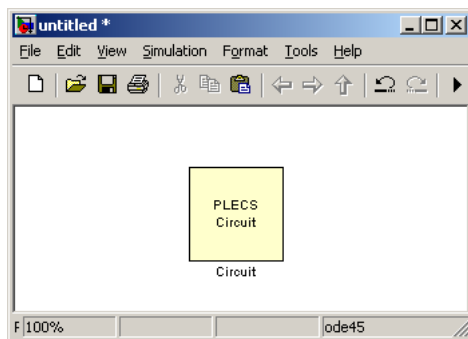 untitled *
File Edit View Simulation Format Tools Help
PLECS
Circuit
Circuit
F 100% ode45